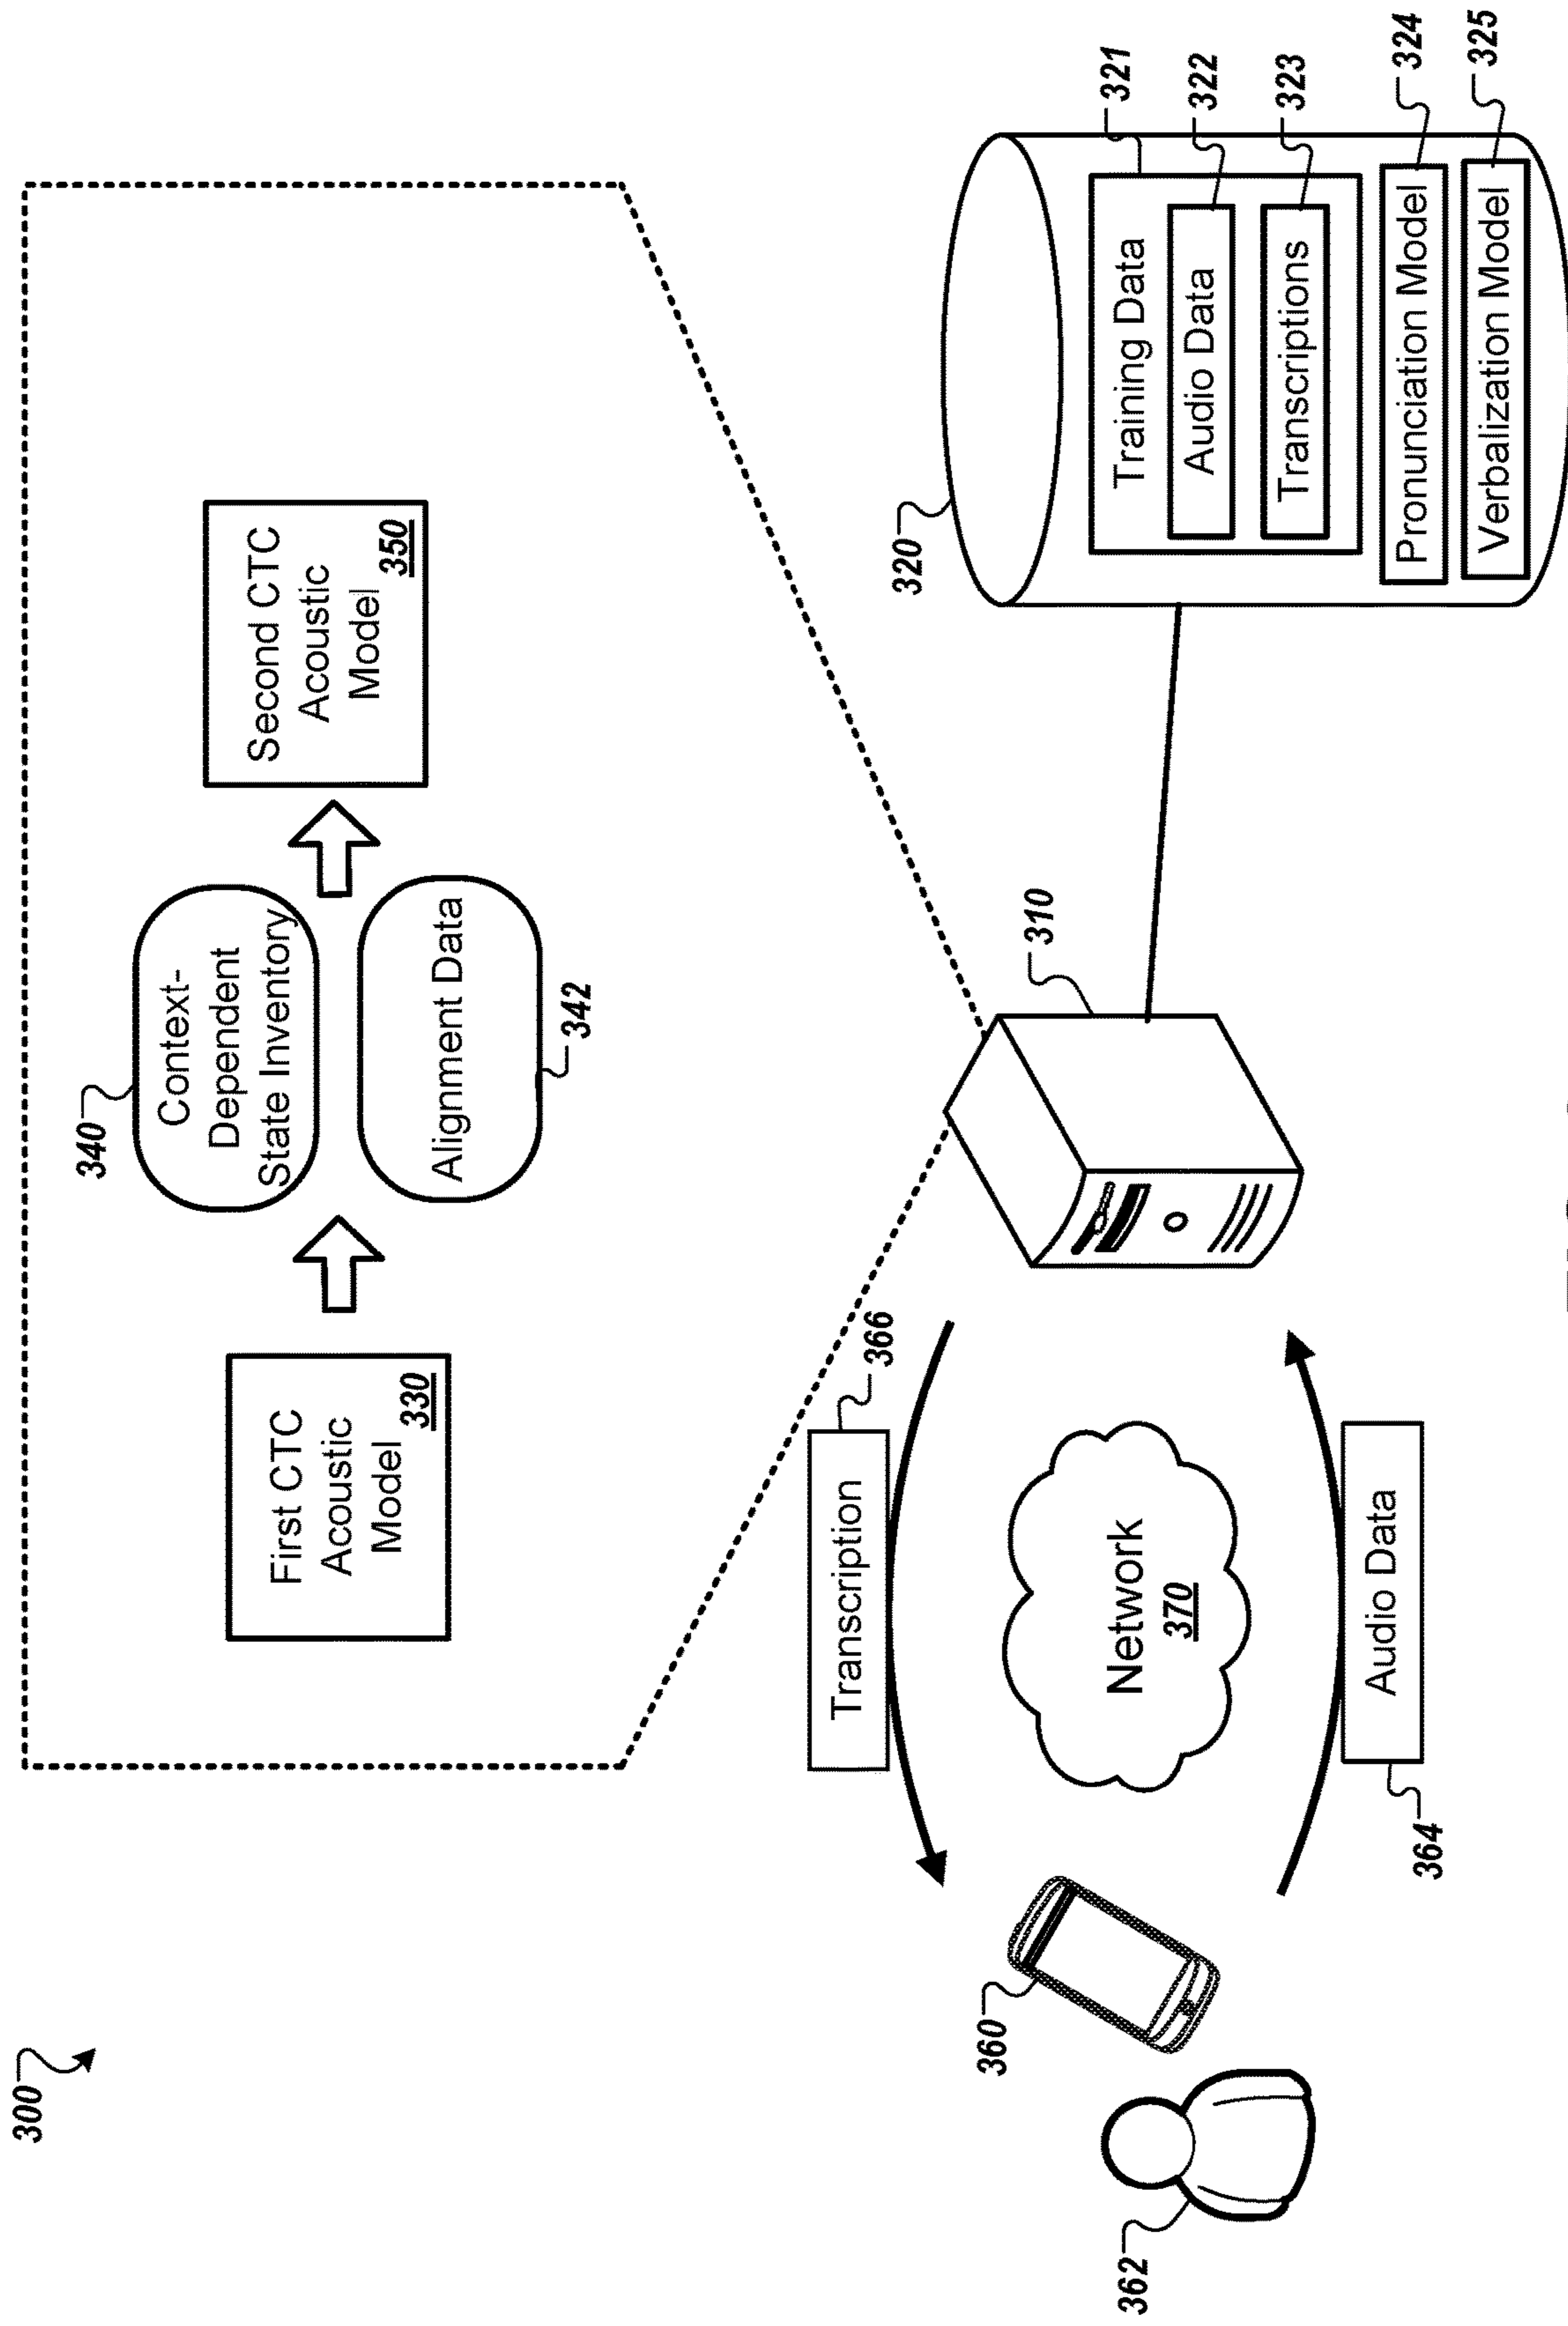 300
340
Context-
Dependent
State Inventory
First CTC
Acoustic
Model
330
Second CTC
Acoustic
Model
350
Alignment Data
342
Transcription
366
320
310
360
Network
370
Training Data
321
Audio Data
322
Transcriptions
323
Pronunciation Model
324
Verbalization Model
325
362
364
Audio Data